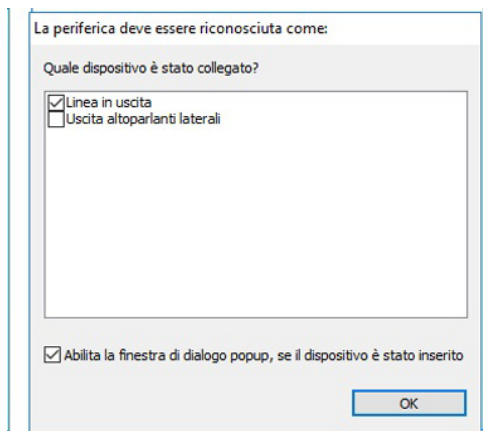 La periferica deve essere riconosciuta come:
Quale dispositivo è stato collegato?
Linea in uscita
Uscita altoparlanti laterali
Abilita la finestra di dialogo popup, se il dispositivo è stato inserito
OK